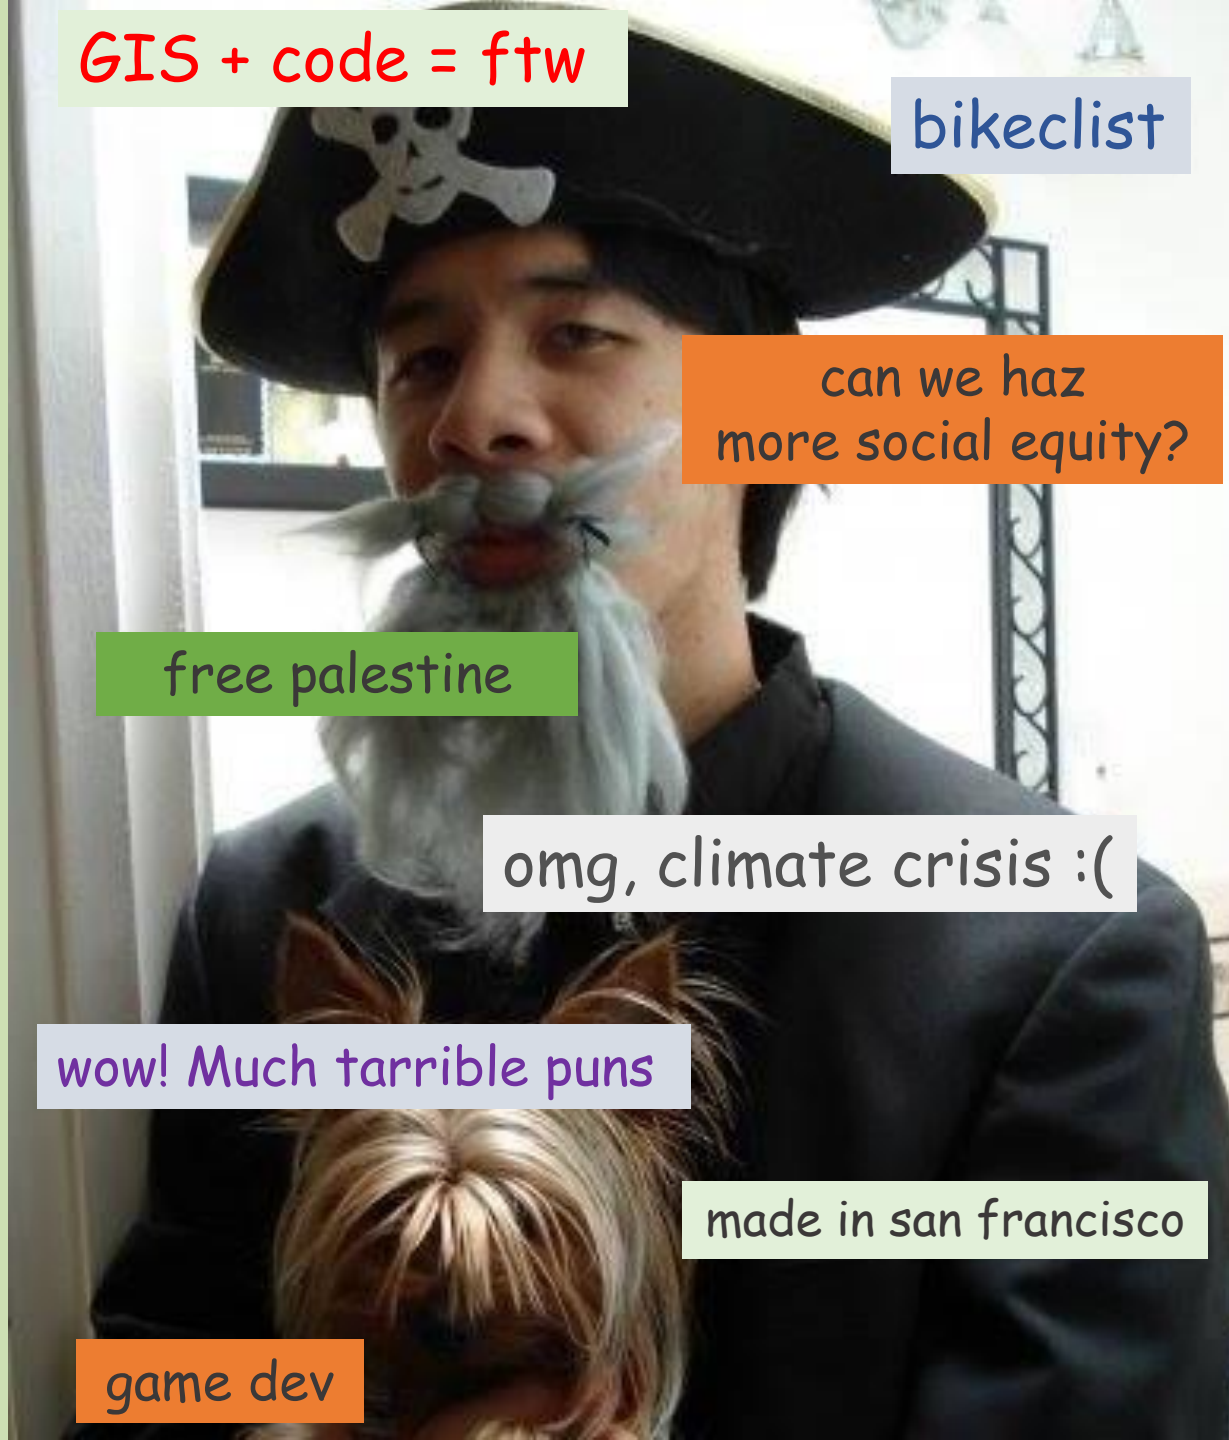 GIS + code = ftw
bikeclist
can we haz
more social equity?
free palestine
omg, climate crisis :(
wow! Much tarrible puns
made in san francisco
game dev